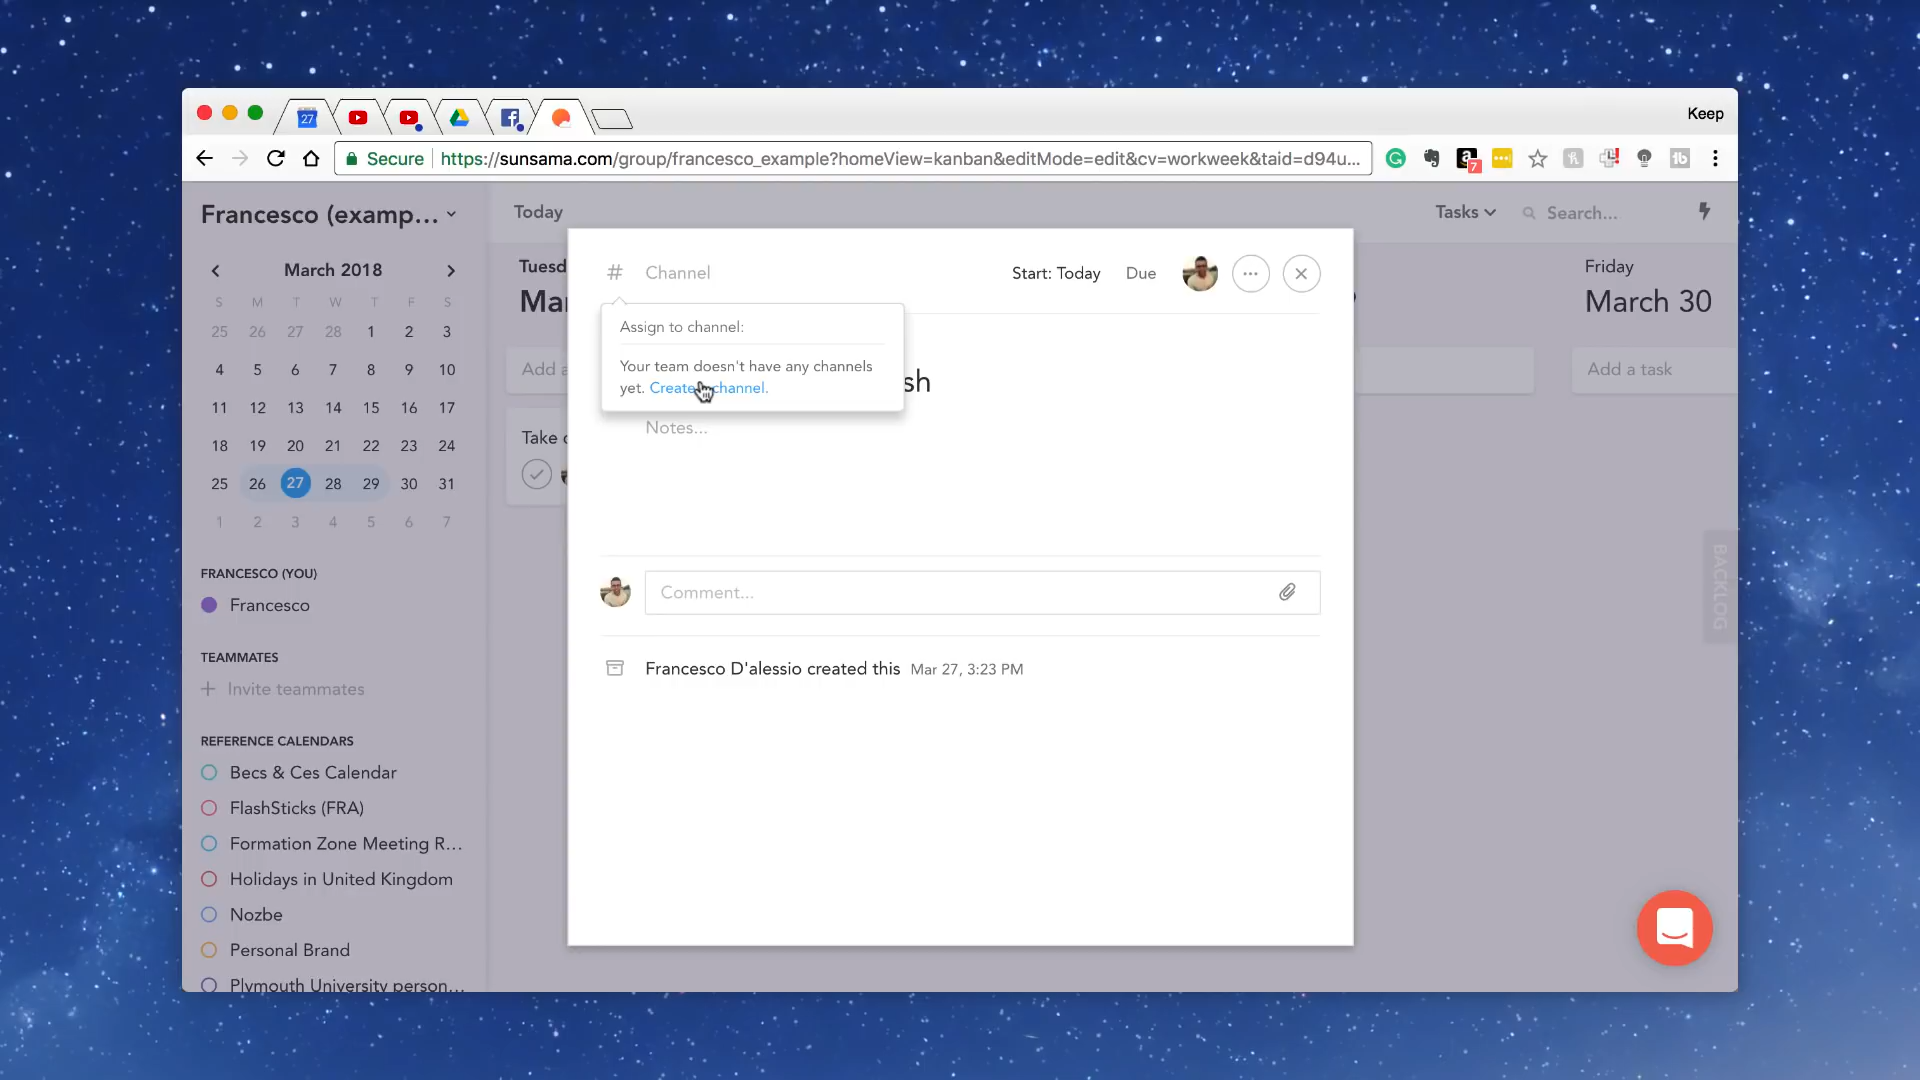 27
Keep
Secure
https://sunsama.com/group/francesco_example?homeView=kanban&editMode=edit&cv=workweek&taid=d94u...
7
Francesco (examp...
Today
Tasks
Search...
March 2018
S M T W T F S
25 26 27 28 1 2 3
4 5 6 7 8 9 10
11 12 13 14 15 16 17
18 19 20 21 22 23 24
25 26 27 28 29 30 31
1 2 3 4 5 6 7
FRANCESCO (YOU)
Francesco
TEAMMATES
+ Invite teammates
REFERENCE CALENDARS
Becs & Ces Calendar
FlashSticks (FRA)
Formation Zone Meeting R...
Holidays in United Kingdom
Nozbe
Personal Brand
Plymouth University person...
Tuesd
Mar
Add a
Take
# Channel
Start: Today
Due
Assign to channel:
Your team doesn't have any channels
yet. Create channel.
sh
Notes...
Comment...
Francesco D'alessio created this Mar 27, 3:23 PM
Friday
March 30
Add a task
BACKLOG